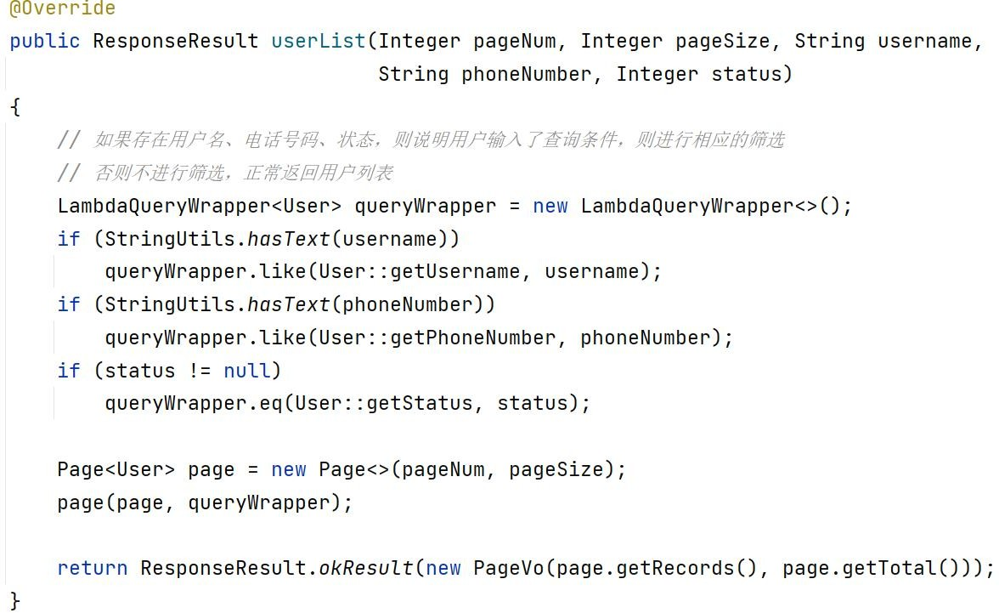 @Override
public ResponseResult userList(Integer pageNum, Integer pageSize, String username,
                               String phoneNumber, Integer status)
{
    // 如果存在用户名、电话号码、状态，则说明用户输入了查询条件，则进行相应的筛选
    // 否则不进行筛选，正常返回用户列表
    LambdaQueryWrapper<User> queryWrapper = new LambdaQueryWrapper<>();
    if (StringUtils.hasText(username))
        queryWrapper.like(User::getUsername, username);
    if (StringUtils.hasText(phoneNumber))
        queryWrapper.like(User::getPhoneNumber, phoneNumber);
    if (status != null)
        queryWrapper.eq(User::getStatus, status);

    Page<User> page = new Page<>(pageNum, pageSize);
    page(page, queryWrapper);

    return ResponseResult.okResult(new PageVo(page.getRecords(), page.getTotal()));
}